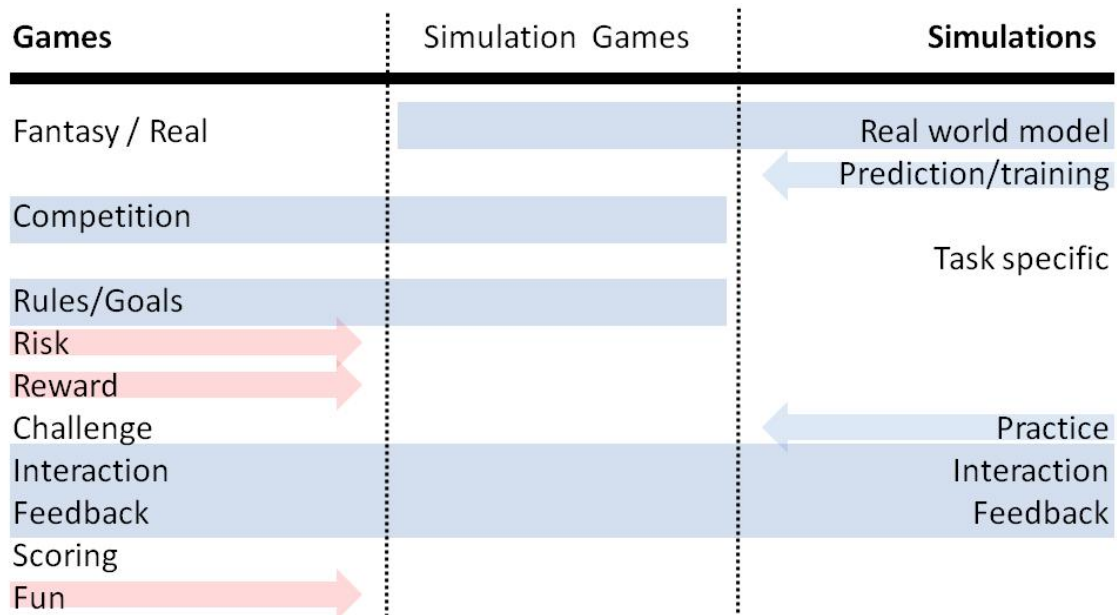 Games Simulation Games Simulations
Fantasy / Real Real world model
Prediction/training
Competition
Task specific
Rules/Goals
Risk
Reward
Challenge Practice
Interaction Interaction
Feedback Feedback
Scoring
Fun